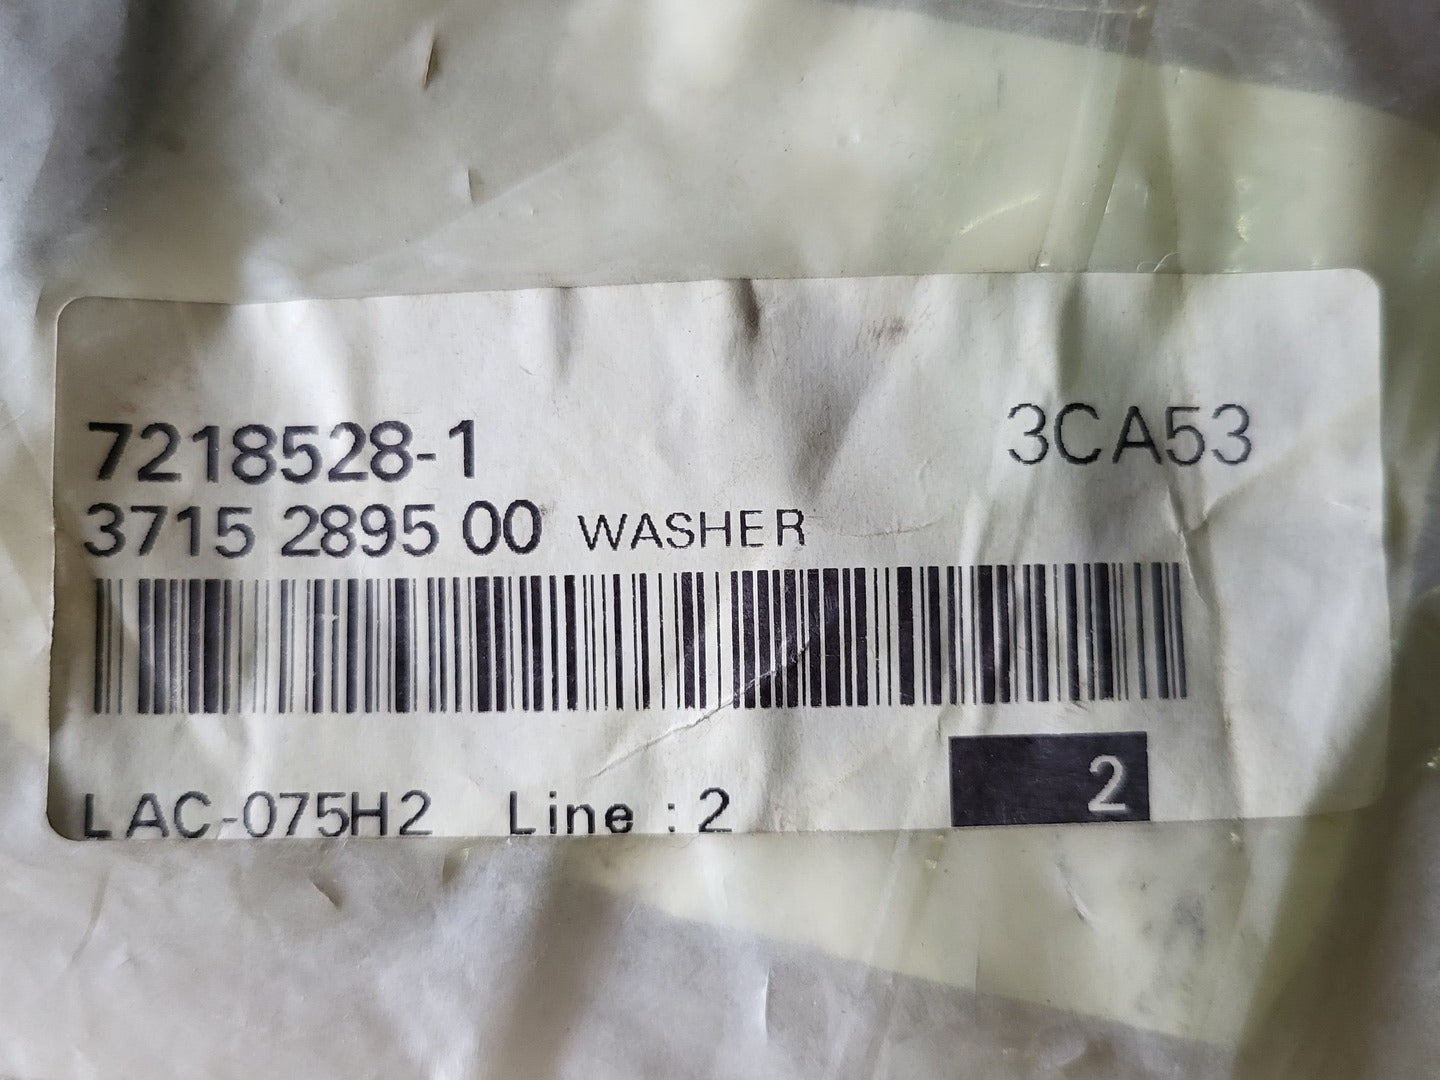 7218528-1 3CA53
3715 2895 00 WASHER
2
LAC-075H2 Line : 2